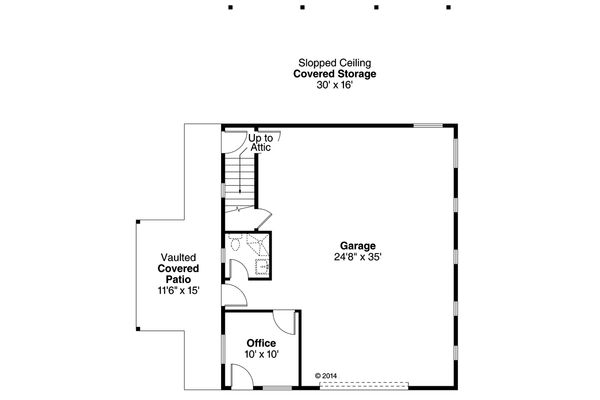 Slopped Ceiling
Covered Storage
30' x 16'
Up to
Attic
Garage
24'8" x 35'
Vaulted
Covered
Patio
11'6" x 15'
Office
10' x 10'
© 2014